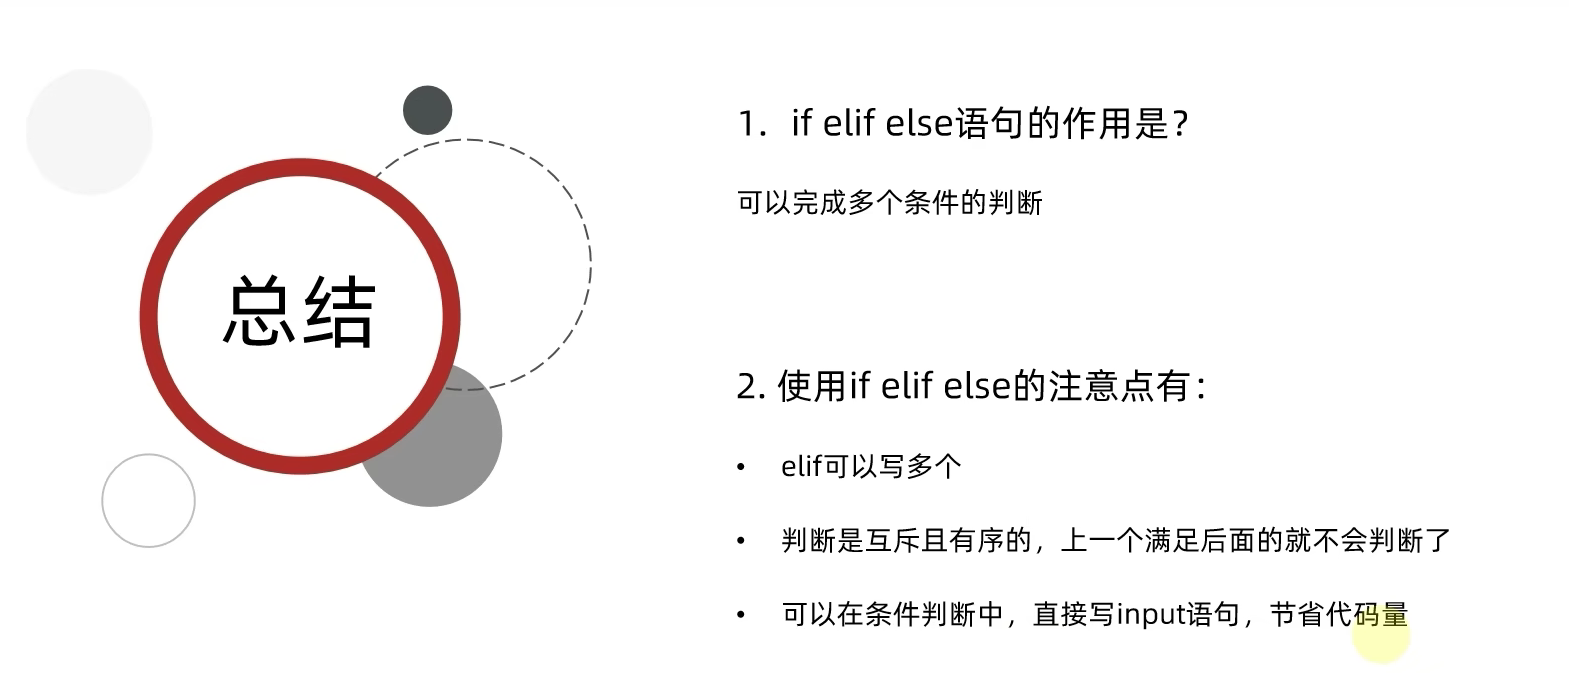 总结
1. if elif else语句的作用是？
可以完成多个条件的判断
2. 使用if elif else的注意点有：
• elif可以写多个
• 判断是互斥且有序的，上一个满足后面的就不会判断了
• 可以在条件判断中，直接写input语句，节省代码量